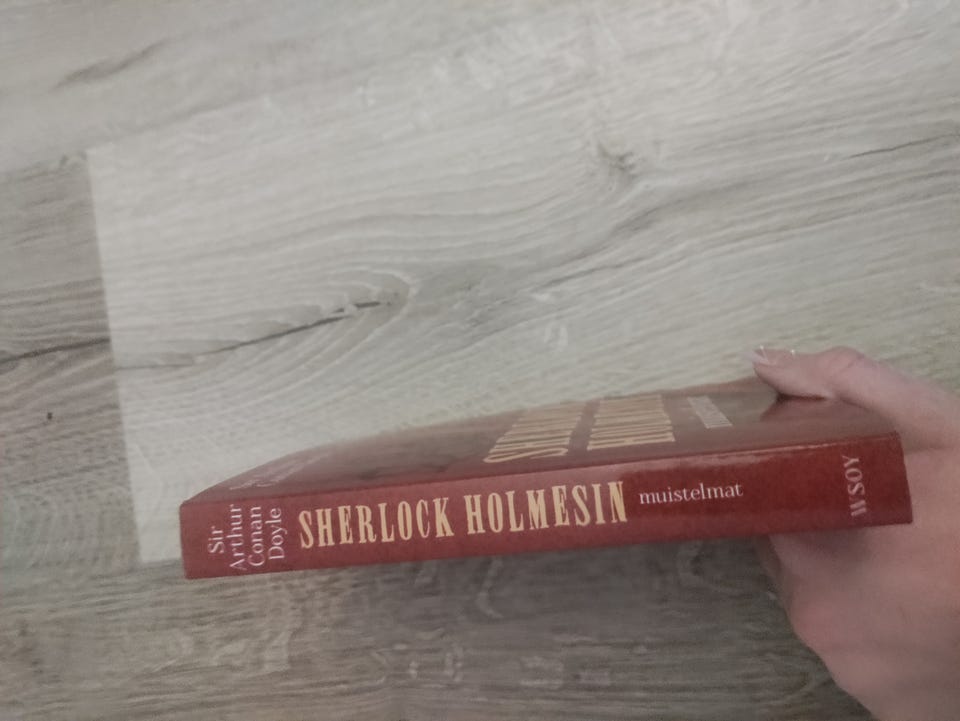 Sir
Arthur
Conan
Doyle
SHERLOCK HOLMESIN muistelmat
WSOY